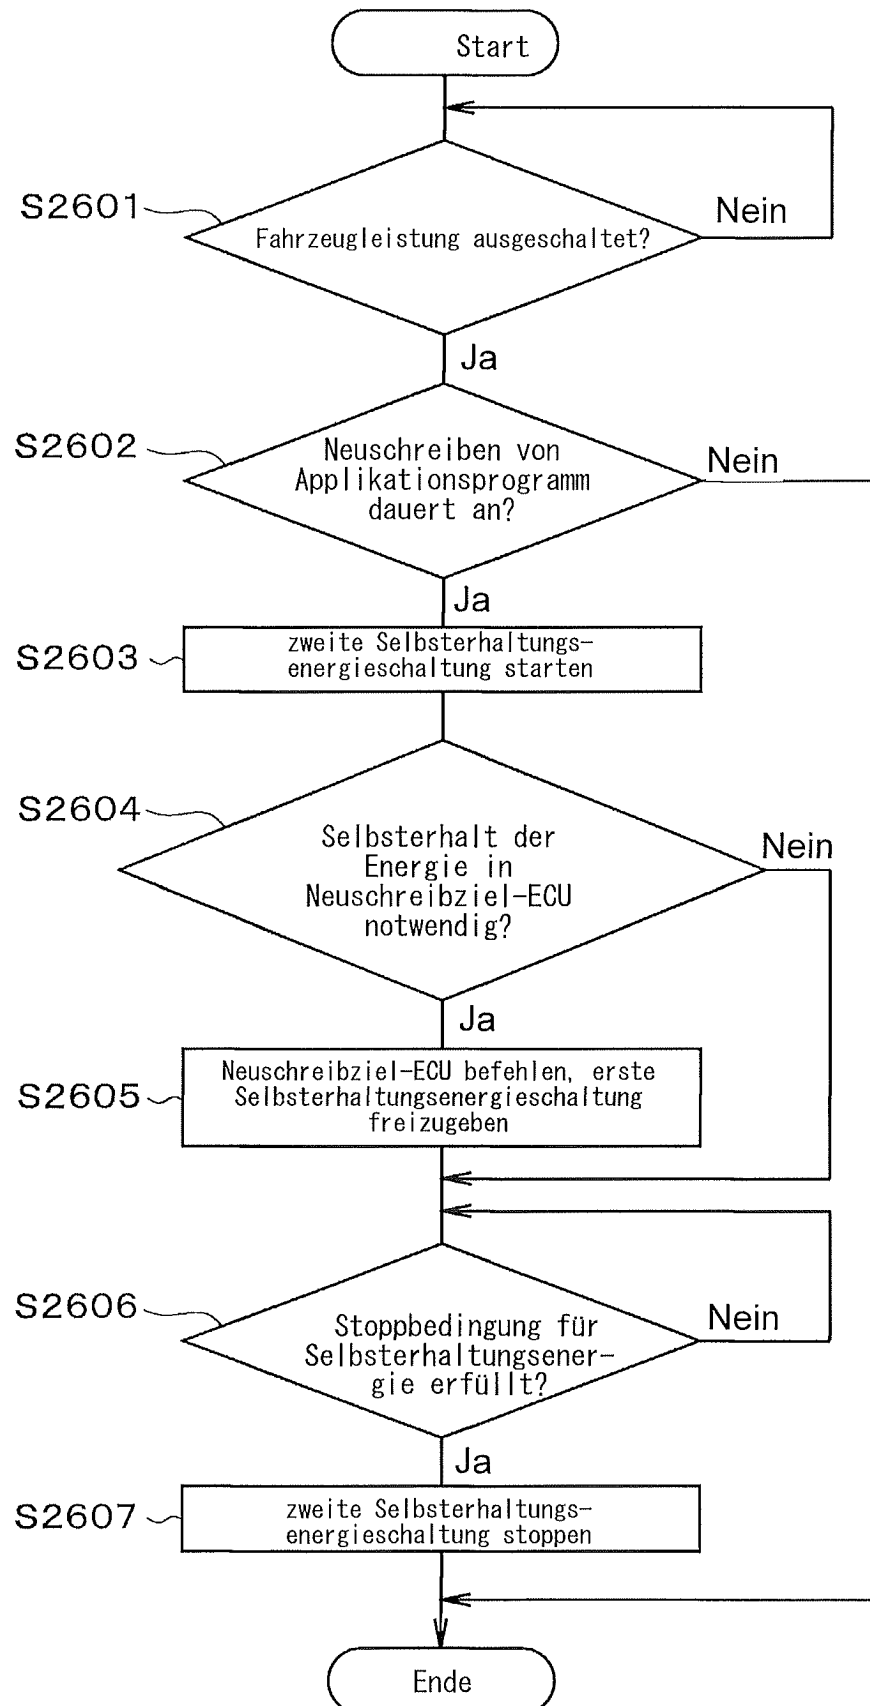 Start
S2601
Fahrzeugleistung ausgeschaltet?
Nein
Ja
S2602
Neuschreiben von
Applikationsprogramm
dauert an?
Nein
Ja
S2603
zweite Selbsterhaltungs-
energieschaltung starten
S2604
Selbsterhalt der
Energie in
Neuschreibziel-ECU
notwendig?
Nein
Ja
S2605
Neuschreibziel-ECU befehlen, erste
Selbsterhaltungsenergieschaltung
freizugeben
S2606
Stoppbedingung für
Selbsterhaltungsener-
gie erfüllt?
Nein
Ja
S2607
zweite Selbsterhaltungs-
energieschaltung stoppen
Ende